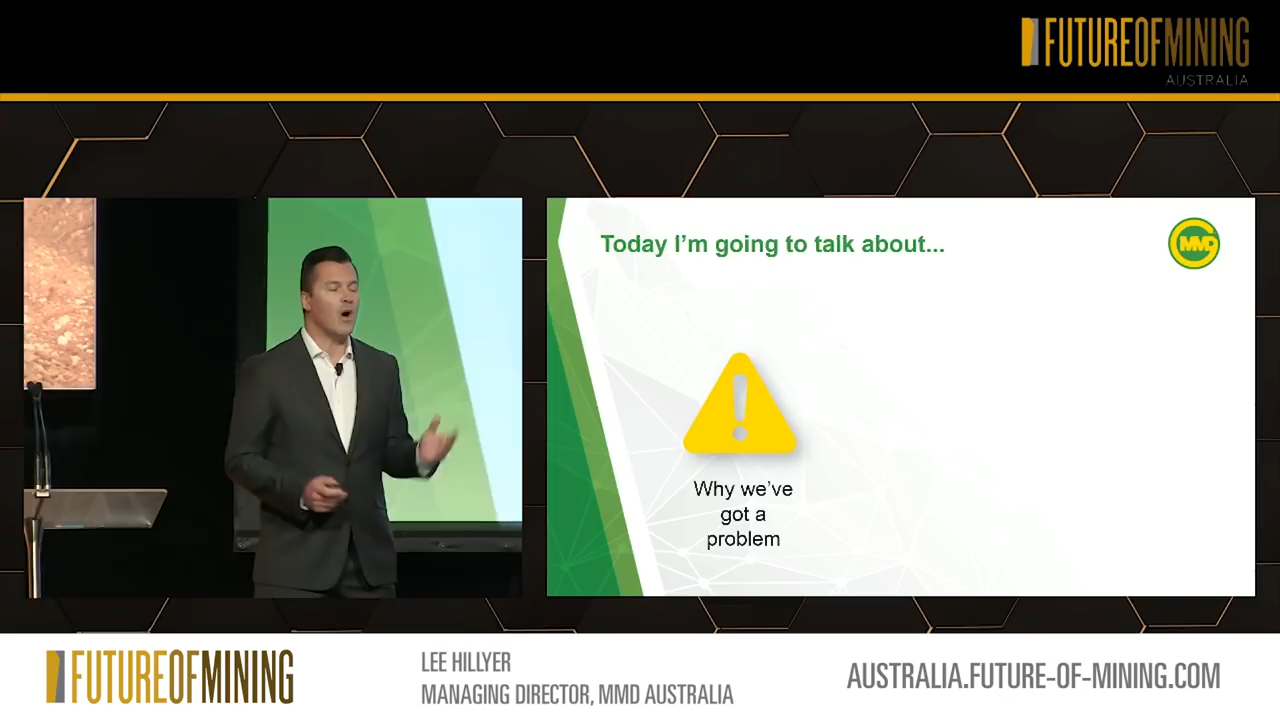 FUTUREOFMINING
AUSTRALIA
Today I'm going to talk about...
MMD
Why we've
got a
problem
FUTUREOFMINING
LEE HILLYER
MANAGING DIRECTOR, MMD AUSTRALIA
AUSTRALIA.FUTURE-OF-MINING.COM